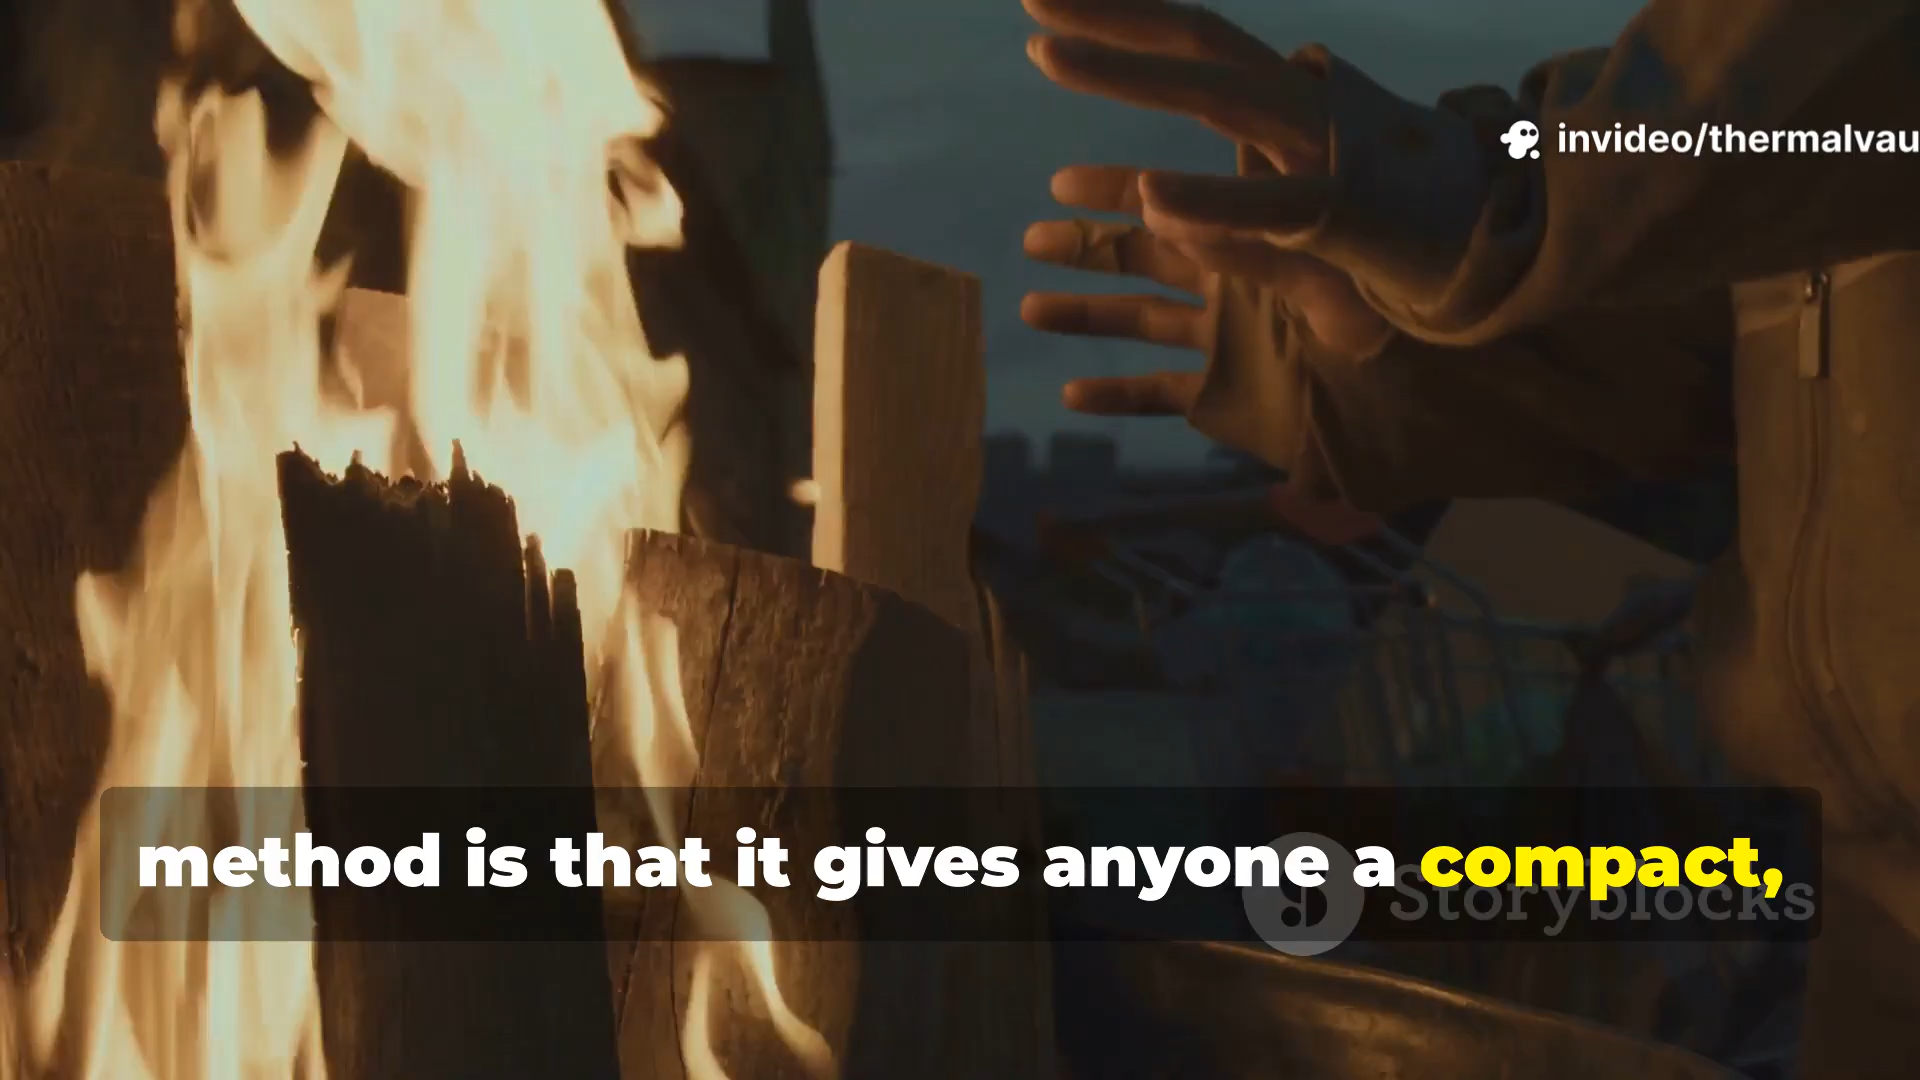 invideo/thermalvau
method is that it gives anyone a compact,
Storyblocks